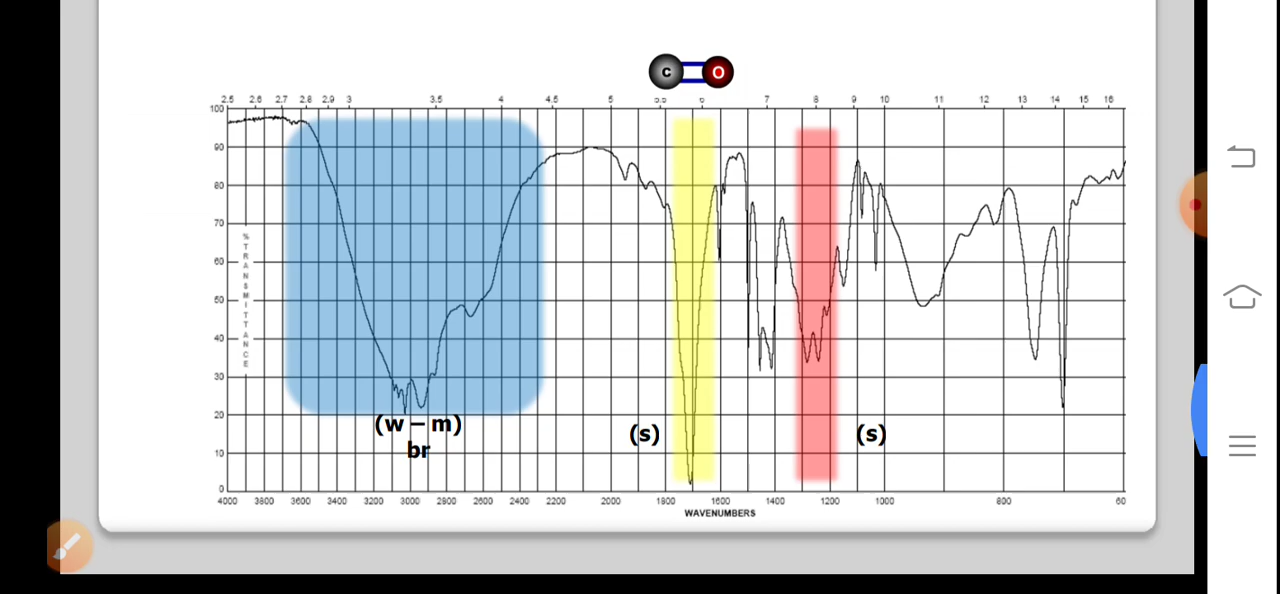 C O
2.5 2.6 2.7 2.8 2.9 3 3.5 4 4.5 5 6 7 8 9 10 11 12 13 14 15 16
100
90
80
70
60
50
40
30
20
10
0
% TRANSMITTANCE
(w – m)
br
(s)
(s)
4000 3800 3600 3400 3200 3000 2800 2600 2400 2200 2000 1800 1600 1400 1200 1000 800 60
WAVENUMBERS